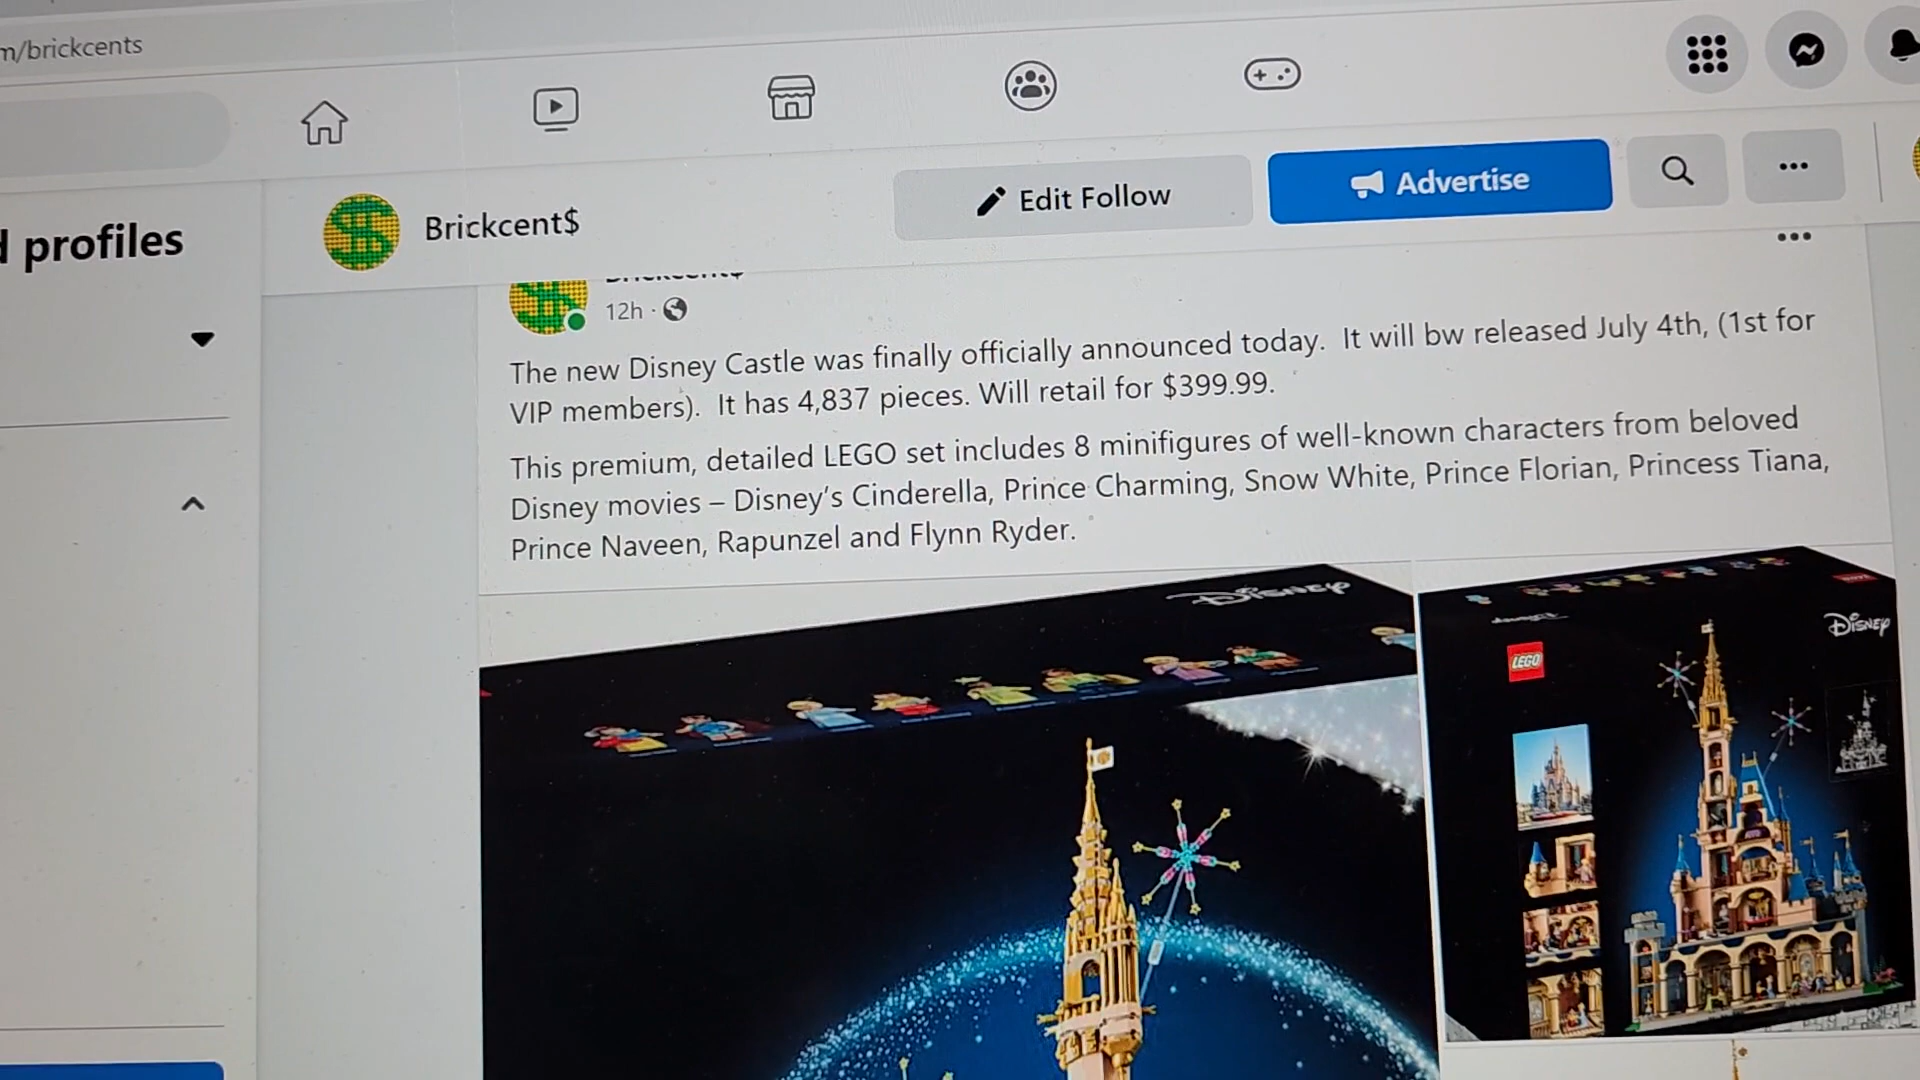 m/brickcents
profiles
Brickcent$
Edit Follow
Advertise
12h ·
The new Disney Castle was finally officially announced today. It will bw released July 4th, (1st for
VIP members). It has 4,837 pieces. Will retail for $399.99.
This premium, detailed LEGO set includes 8 minifigures of well-known characters from beloved
Disney movies – Disney's Cinderella, Prince Charming, Snow White, Prince Florian, Princess Tiana,
Prince Naveen, Rapunzel and Flynn Ryder.
Disney
Disney
LEGO